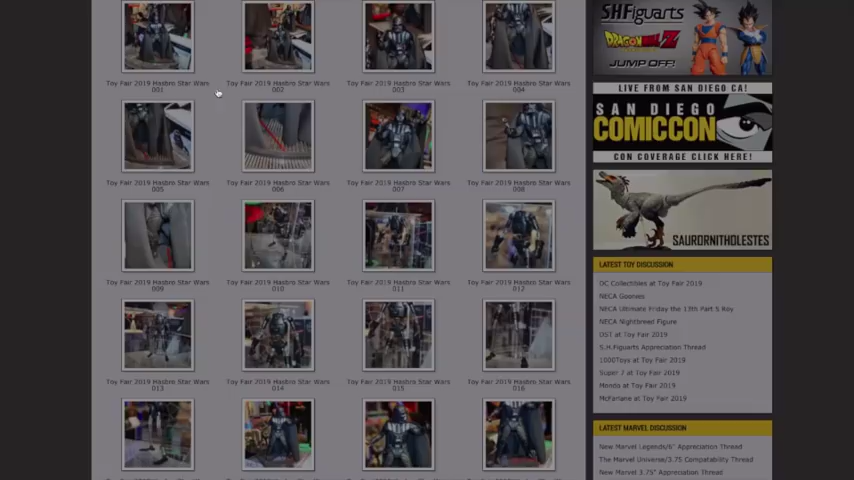 SHFiguarts
DRAGONBALL Z
JUMP OFF!
Toy Fair 2019 Hasbro Star Wars
001
Toy Fair 2019 Hasbro Star Wars
002
Toy Fair 2019 Hasbro Star Wars
003
Toy Fair 2019 Hasbro Star Wars
004
LIVE FROM SAN DIEGO CA!
SAN DIEGO
COMICCON
CON COVERAGE CLICK HERE!
Toy Fair 2019 Hasbro Star Wars
005
Toy Fair 2019 Hasbro Star Wars
006
Toy Fair 2019 Hasbro Star Wars
007
Toy Fair 2019 Hasbro Star Wars
008
SAURORNITHOLESTES
Toy Fair 2019 Hasbro Star Wars
009
Toy Fair 2019 Hasbro Star Wars
010
Toy Fair 2019 Hasbro Star Wars
011
Toy Fair 2019 Hasbro Star Wars
012
Toy Fair 2019 Hasbro Star Wars
013
Toy Fair 2019 Hasbro Star Wars
014
Toy Fair 2019 Hasbro Star Wars
015
Toy Fair 2019 Hasbro Star Wars
016
LATEST TOY DISCUSSION
DC Collectibles at Toy Fair 2019
NECA Goonies
NECA Ultimate Friday the 13th Part 5 Roy
NECA Nightbreed Figure
DST at Toy Fair 2019
S.H.Figuarts Appreciation Thread
1000Toys at Toy Fair 2019
Super 7 at Toy Fair 2019
Mondo at Toy Fair 2019
McFarlane at Toy Fair 2019
LATEST MARVEL DISCUSSION
New Marvel Legends/6" Appreciation Thread
The Marvel Universe/3.75 Compatability Thread
New Marvel 3.75" Appreciation Thread